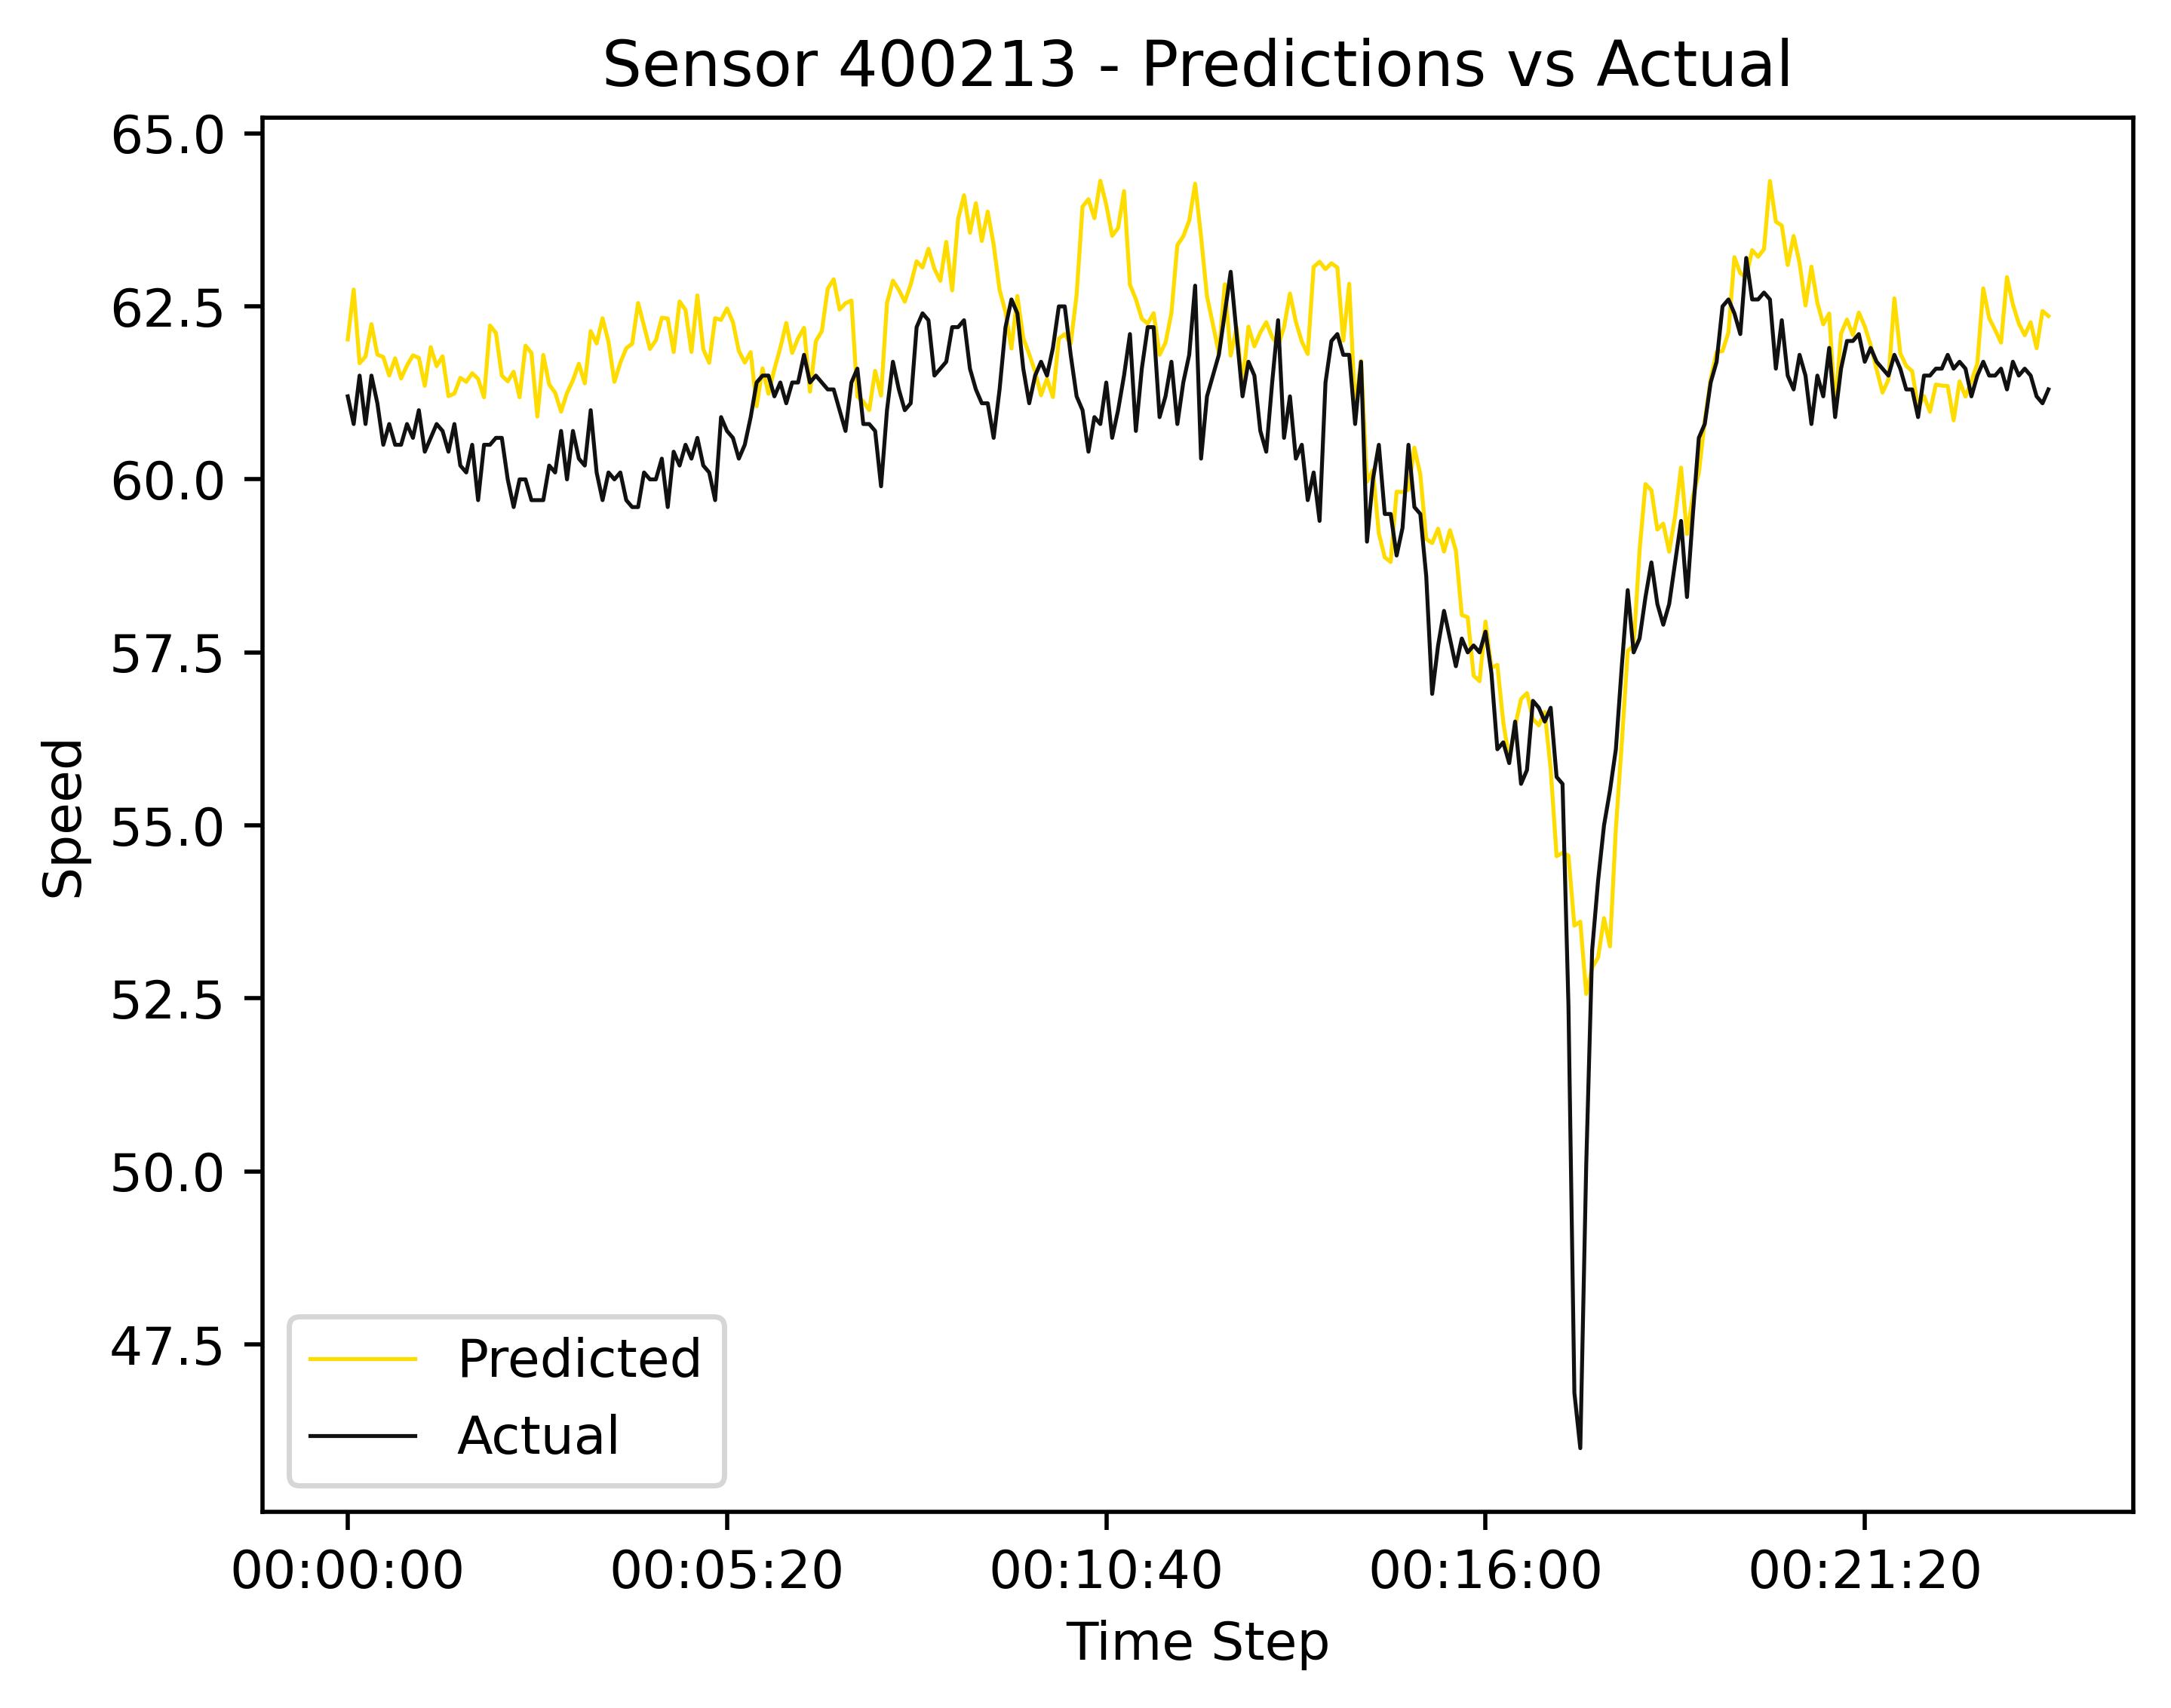 Sensor 400213 - Predictions vs Actual
65.0
62.5
60.0
57.5
55.0
52.5
50.0
47.5
Speed
Predicted
Actual
00:00:00 00:05:20 00:10:40 00:16:00 00:21:20
Time Step